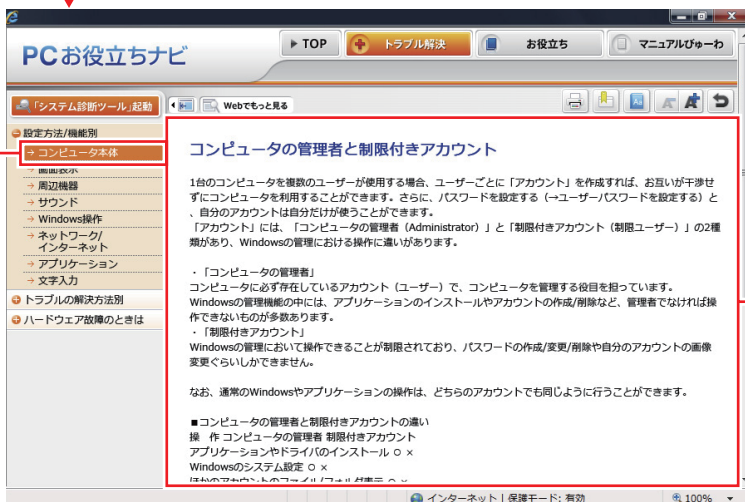 PCお役立ちナビ
TOP
トラブル解決
お役立ち
マニュアルびゅーわ
「システム診断ツール」起動
Webでもっと見る
設定方法/機能別
→ コンピュータ本体
→ 画面表示
→ 周辺機器
→ サウンド
→ Windows操作
→ ネットワーク/
インターネット
→ アプリケーション
→ 文字入力
トラブルの解決方法別
ハードウェア故障のときは
コンピュータの管理者と制限付きアカウント
1台のコンピュータを複数のユーザーが使用する場合、ユーザーごとに「アカウント」を作成すれば、お互いが干渉せ
ずにコンピュータを利用することができます。さらに、パスワードを設定する（→ユーザーパスワードを設定する）と
、自分のアカウントは自分だけが使うことができます。
「アカウント」には、「コンピュータの管理者（Administrator）」と「制限付きアカウント（制限ユーザー）」の2種
類があり、Windowsの管理における操作に違いがあります。
・「コンピュータの管理者」
コンピュータに必ず存在しているアカウント（ユーザー）で、コンピュータを管理する役目を担っています。
Windowsの管理機能の中には、アプリケーションのインストールやアカウントの作成/削除など、管理者でなければ操
作できないものが多数あります。
・「制限付きアカウント」
Windowsの管理において操作できることが制限されており、パスワードの作成/変更/削除や自分のアカウントの画像
変更ぐらいしかできません。
なお、通常のWindowsやアプリケーションの操作は、どちらのアカウントでも同じように行うことができます。
■コンピュータの管理者と制限付きアカウントの違い
操　作 コンピュータの管理者 制限付きアカウント
アプリケーションやドライバのインストール ○ ×
Windowsのシステム設定 ○ ×
ほかのアカウントのファイル/フォルダ表示 ○ ×
インターネット | 保護モード: 有効
100%